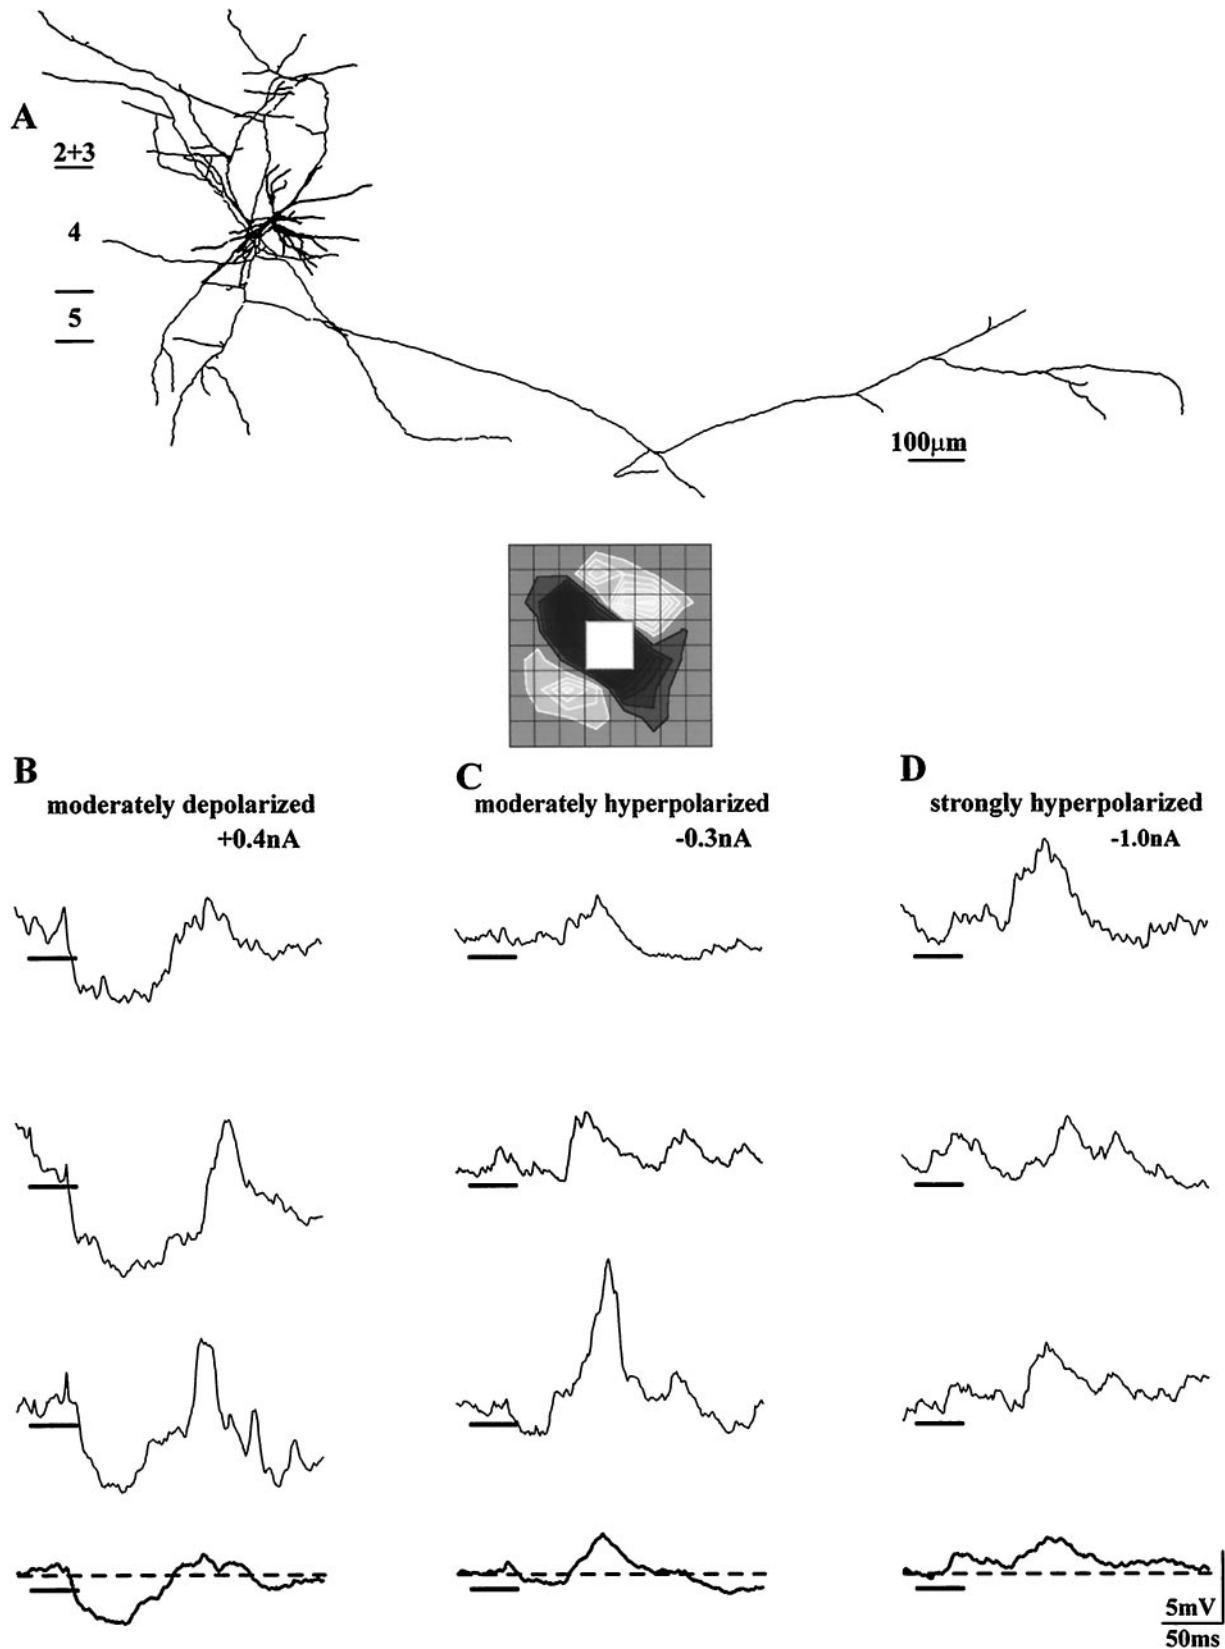 A
2+3
4
5
100μm
B
moderately depolarized
+0.4nA
C
moderately hyperpolarized
-0.3nA
D
strongly hyperpolarized
-1.0nA
5mV
50ms